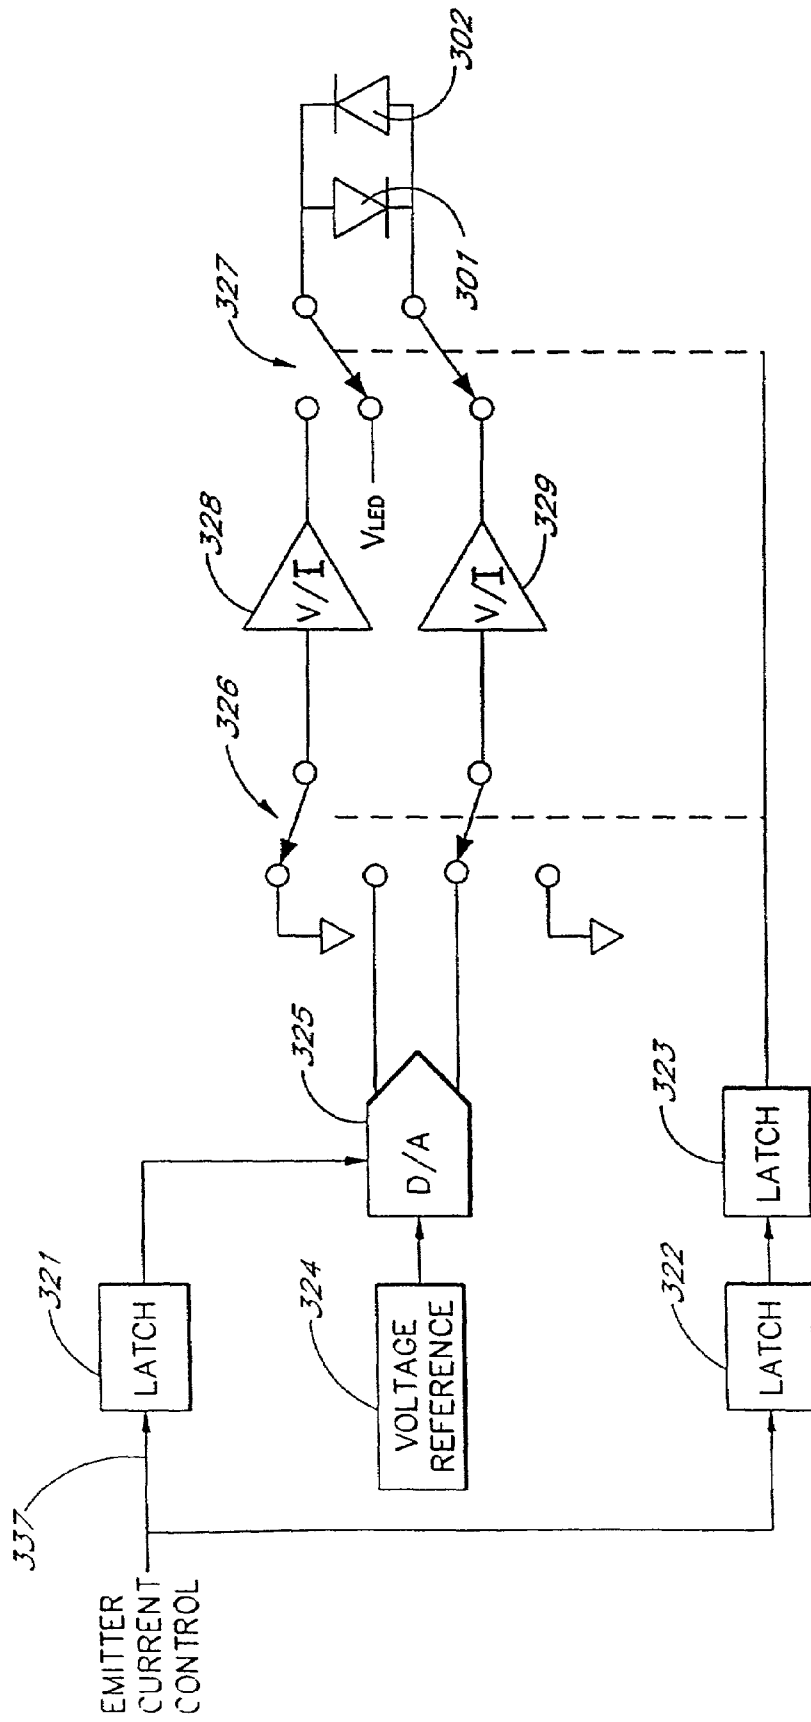 EMITTER
CURRENT
CONTROL
337
LATCH
321
VOLTAGE
REFERENCE
324
D/A
325
LATCH
322
LATCH
323
326
V/I
328
V/I
329
VLED
327
301
302